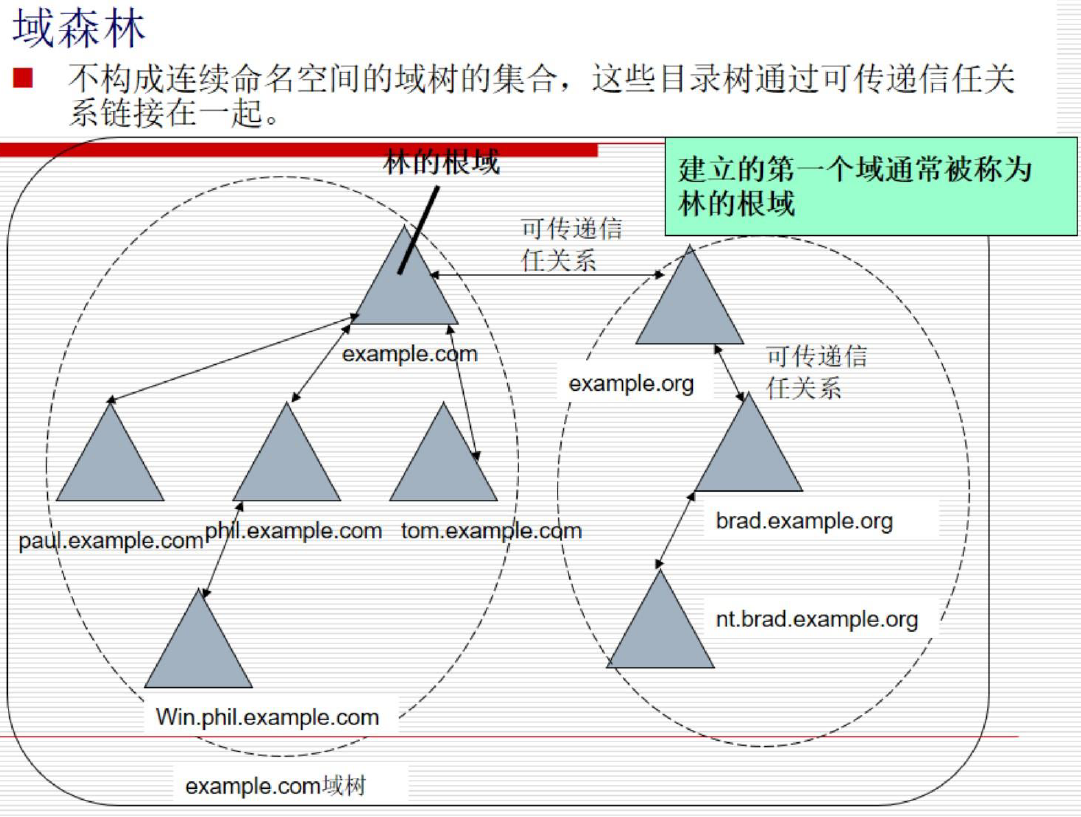 域森林
不构成连续命名空间的域树的集合，这些目录树通过可传递信任关
系链接在一起。
林的根域
建立的第一个域通常被称为
林的根域
可传递信
任关系
example.com
example.org
可传递信
任关系
paul.example.com
phil.example.com
tom.example.com
brad.example.org
nt.brad.example.org
Win.phil.example.com
example.com域树